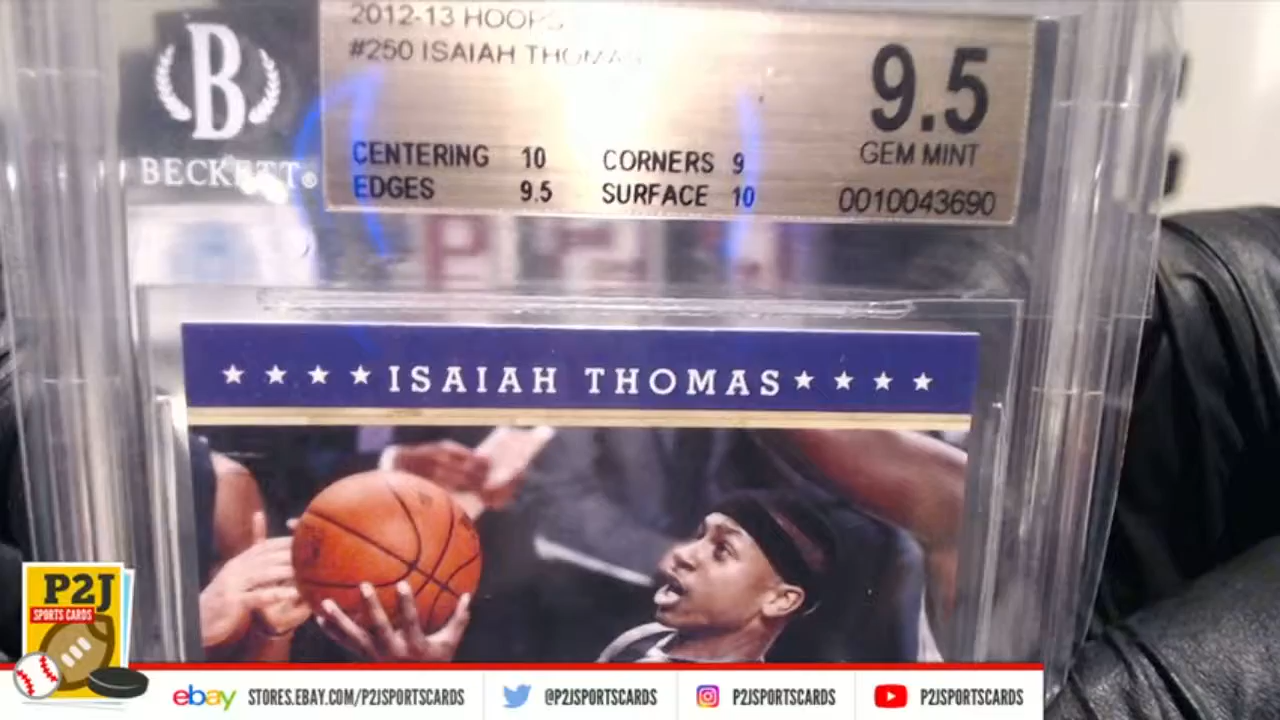 2012-13 HOOPS
#250 ISAIAH THOMAS
B
BECKETT®
9.5
GEM MINT
CENTERING 10 CORNERS 9
EDGES 9.5 SURFACE 10
0010043690
★ ★ ★ ★ ISAIAH THOMAS ★ ★ ★ ★
P2J
SPORTS CARDS
ebay STORES.EBAY.COM/P2JSPORTSCARDS
@P2JSPORTSCARDS
P2JSPORTSCARDS
P2JSPORTSCARDS